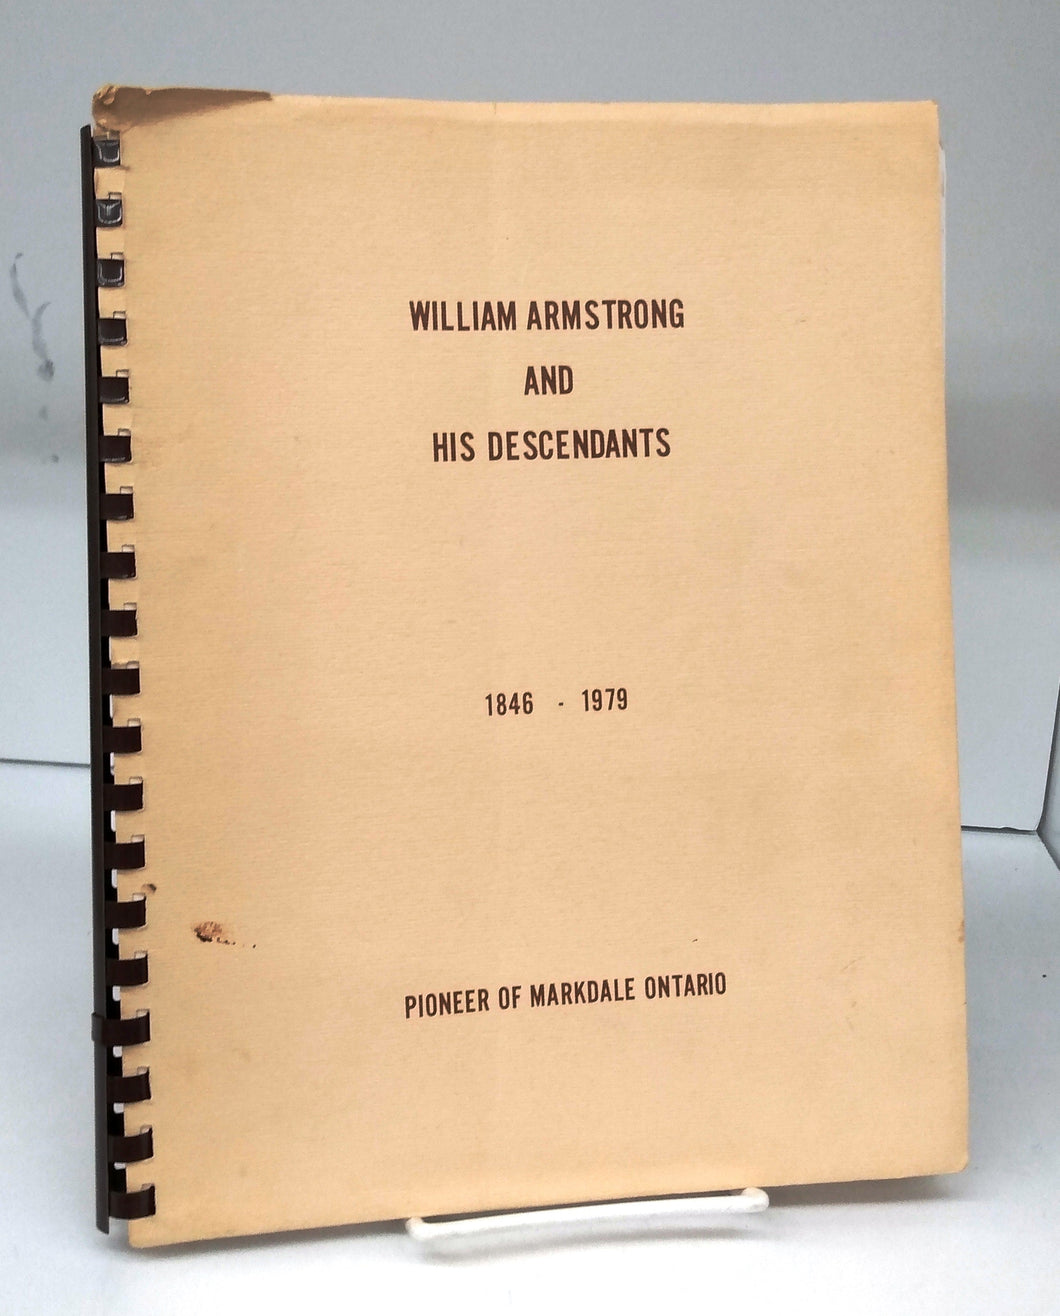 WILLIAM ARMSTRONG
AND
HIS DESCENDANTS
1846 - 1979
PIONEER OF MARKDALE ONTARIO